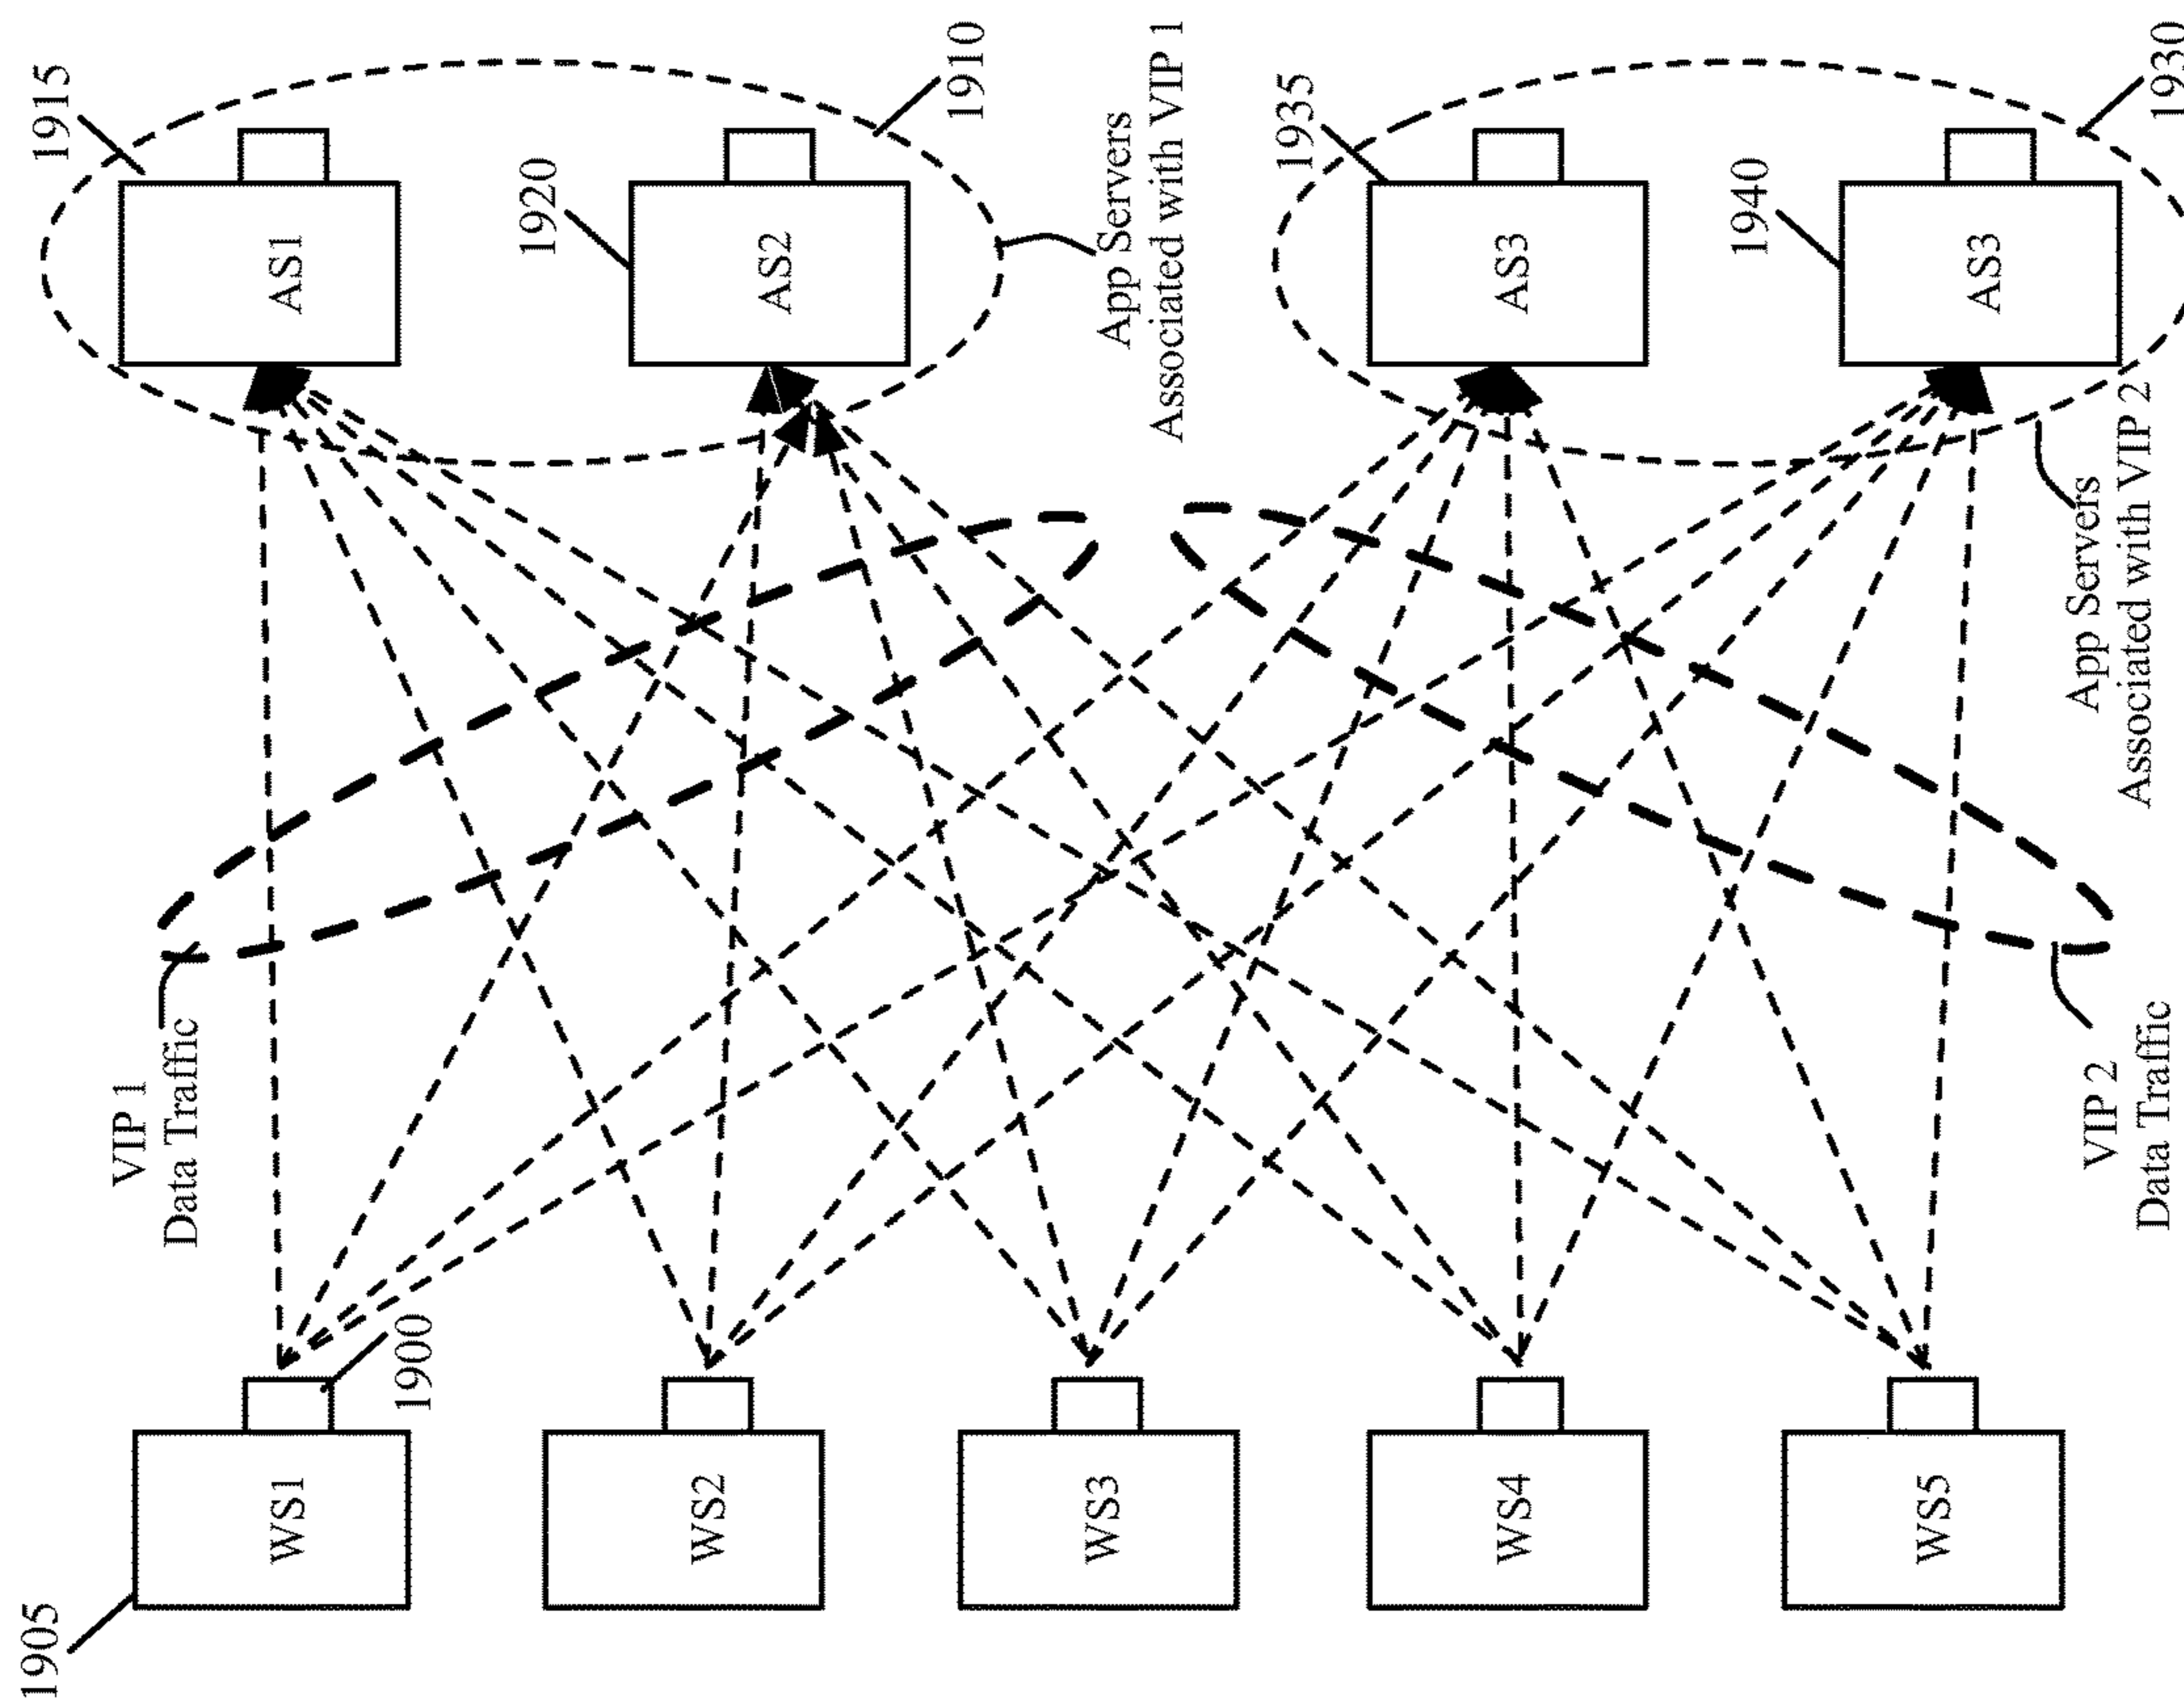 1905
1915
VIP 1
Data Traffic
WS1
AS1
1900
1920
WS2
AS2
1910
WS3
App Servers
Associated with VIP 1
1935
WS4
AS3
1940
WS5
AS3
VIP 2
Data Traffic
App Servers
Associated with VIP 2
1930